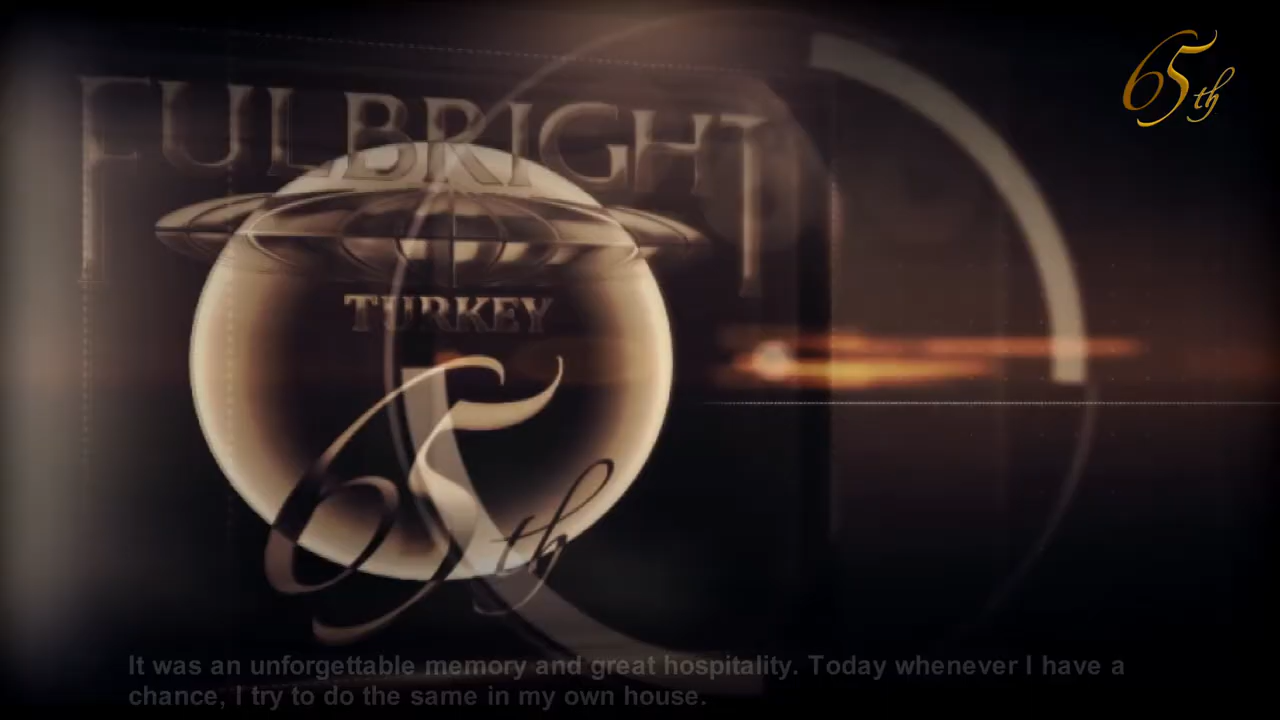 65th
FULBRIGHT
TURKEY
65th
It was an unforgettable memory and great hospitality. Today whenever I have a
chance, I try to do the same in my own house.